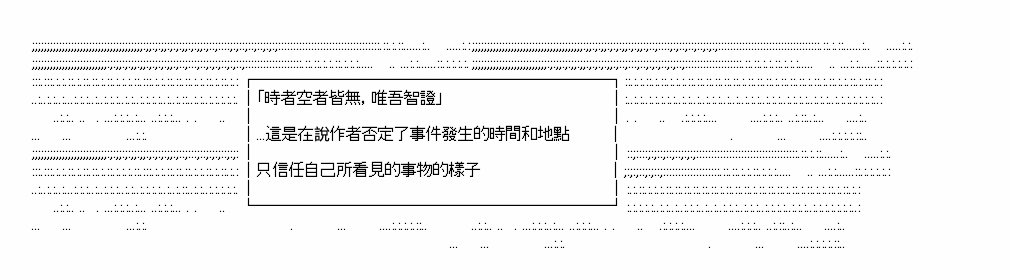 「時者空者皆無，唯吾智證」
…這是在說作者否定了事件發生的時間和地點
只信任自己所看見的事物的樣子